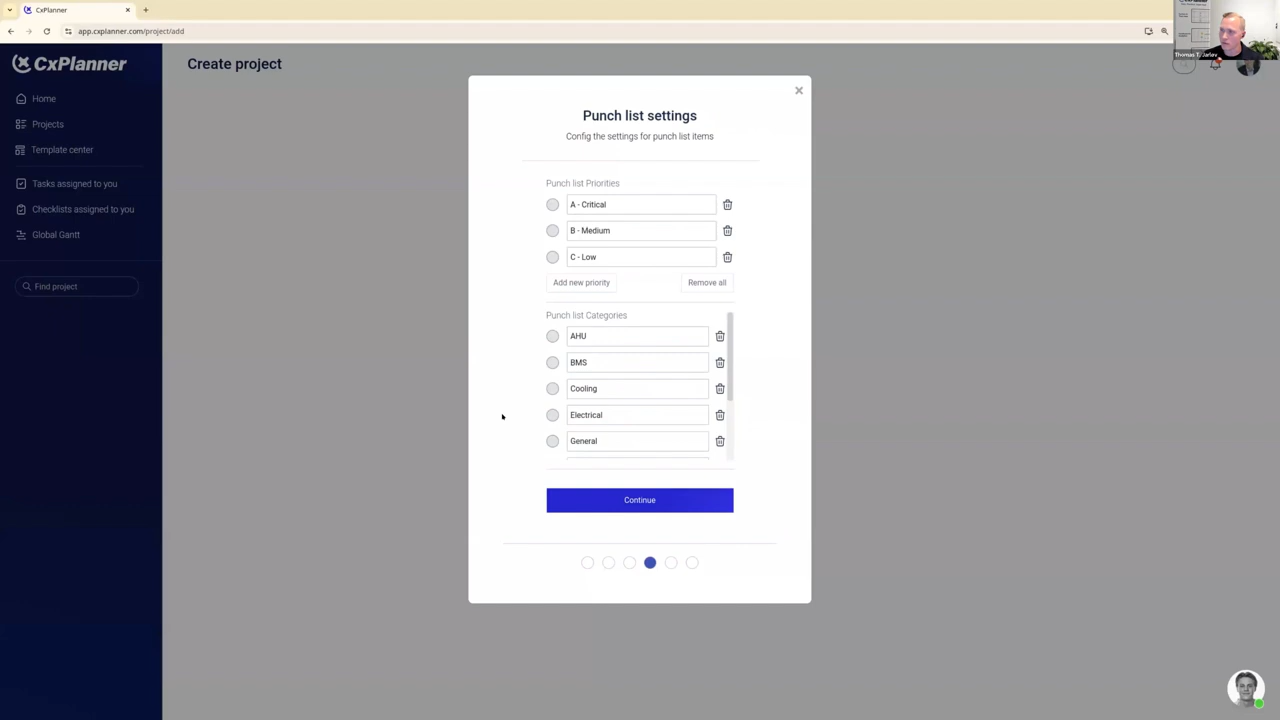 CxPlanner
app.cxplanner.com/project/add
Thomas T. Jarløv
CxPlanner
Create project
Home
Projects
Template center
Tasks assigned to you
Checklists assigned to you
Global Gantt
Find project
Punch list settings
Config the settings for punch list items
Punch list Priorities
A - Critical
B - Medium
C - Low
Add new priority
Remove all
Punch list Categories
AHU
BMS
Cooling
Electrical
General
Continue